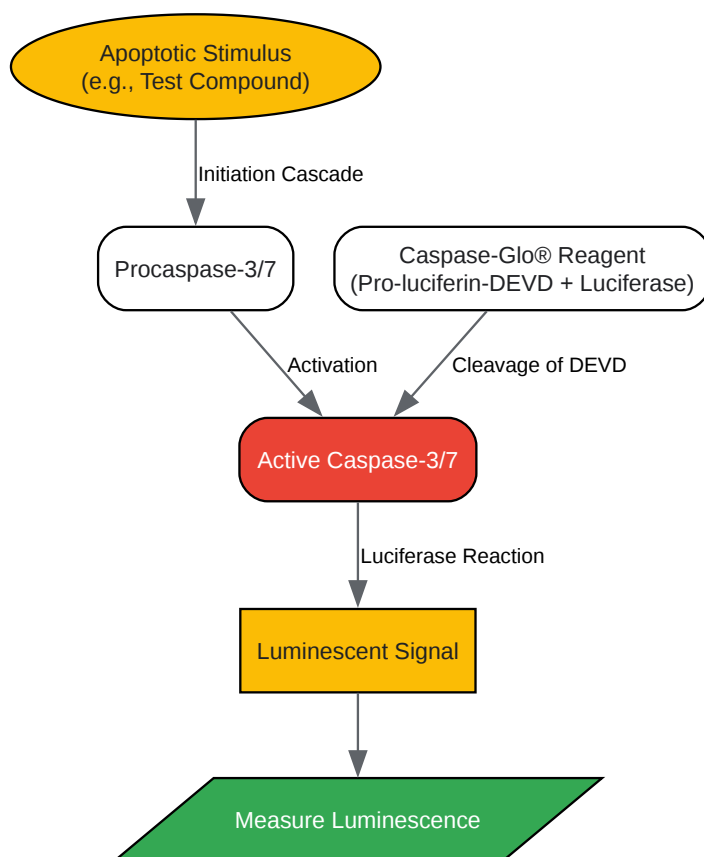 Apoptotic Stimulus
(e.g., Test Compound)
Initiation Cascade
Procaspase-3/7
Caspase-Glo® Reagent
(Pro-luciferin-DEVD + Luciferase)
Activation
Cleavage of DEVD
Active Caspase-3/7
Luciferase Reaction
Luminescent Signal
Measure Luminescence